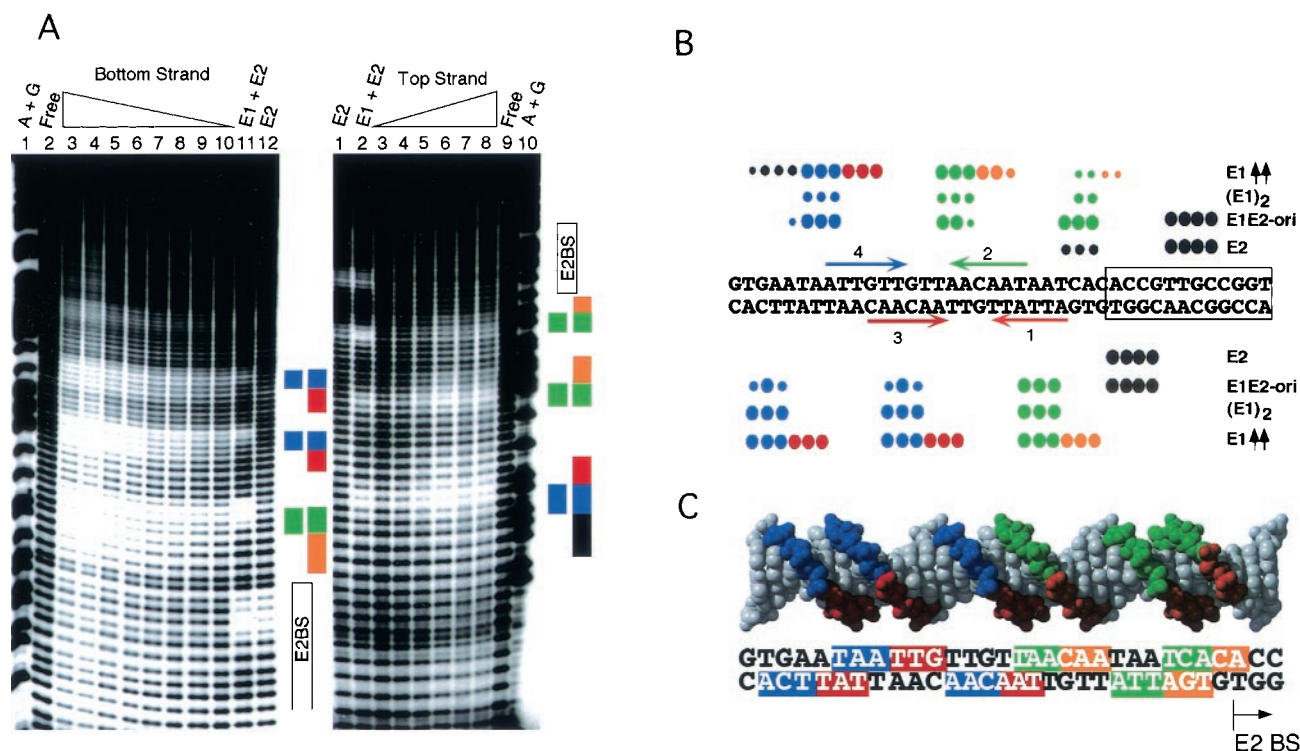 A
Bottom Strand
Top Strand
A + G
Free
E1 + E2
E2
E2
E1 + E2
Free
A + G
1 2 3 4 5 6 7 8 9 10 11 12
1 2 3 4 5 6 7 8 9 10
E2BS
E2BS
B
E1
(E1)2
E1E2-ori
E2
4 2
GTGAATAATTGTTGTTAACAATAATCACACCGTTGCCGGT
CACTTATTAACAACAATTGTTATTAGTGTGGCAACGGCCA
3 1
E2
E1E2-ori
(E1)2
E1
C
GTGAATAATTGTTGTTAACAATAATCACACC
CACTTATTAACAACAATTGTTATTAGTGTGG
E2 BS